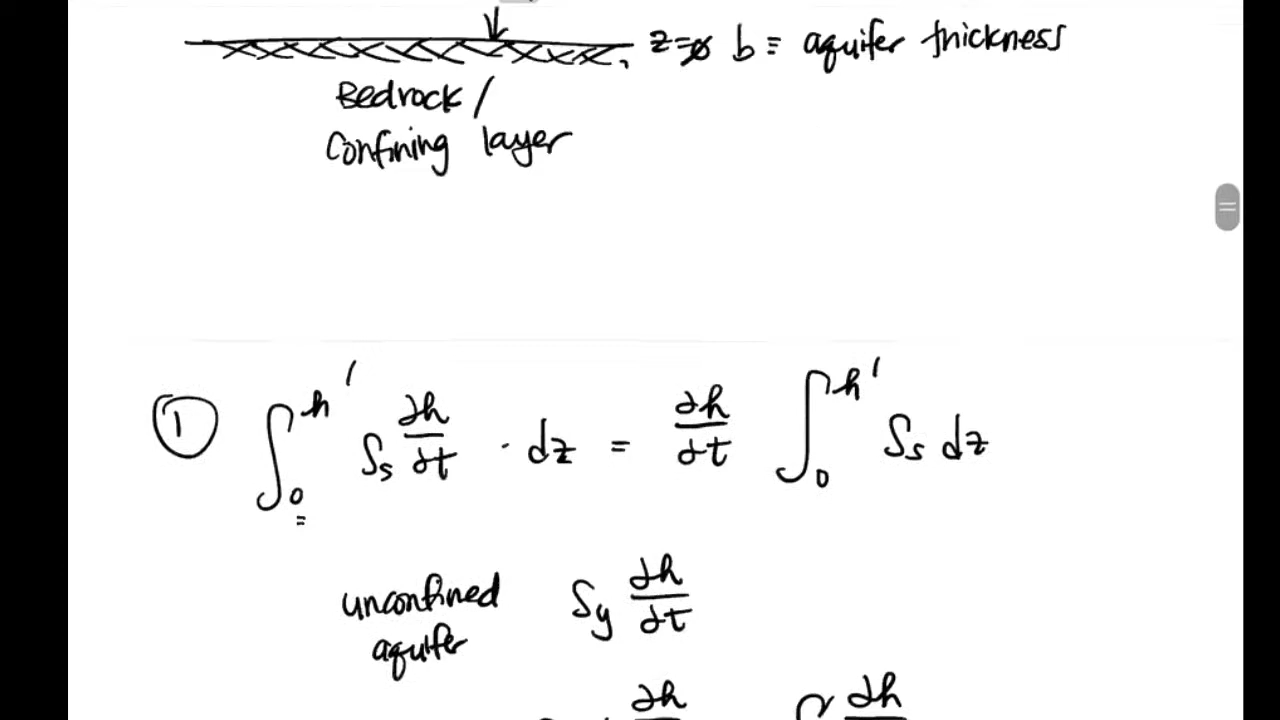 z=0 b ≡ aquifer thickness
Bedrock /
Confining layer
① ∫₀^h' Ss ∂h/∂t · dz = ∂h/∂t ∫₀^h' Ss dz
unconfined Sy ∂h/∂t
aquifer
∂h ∂h